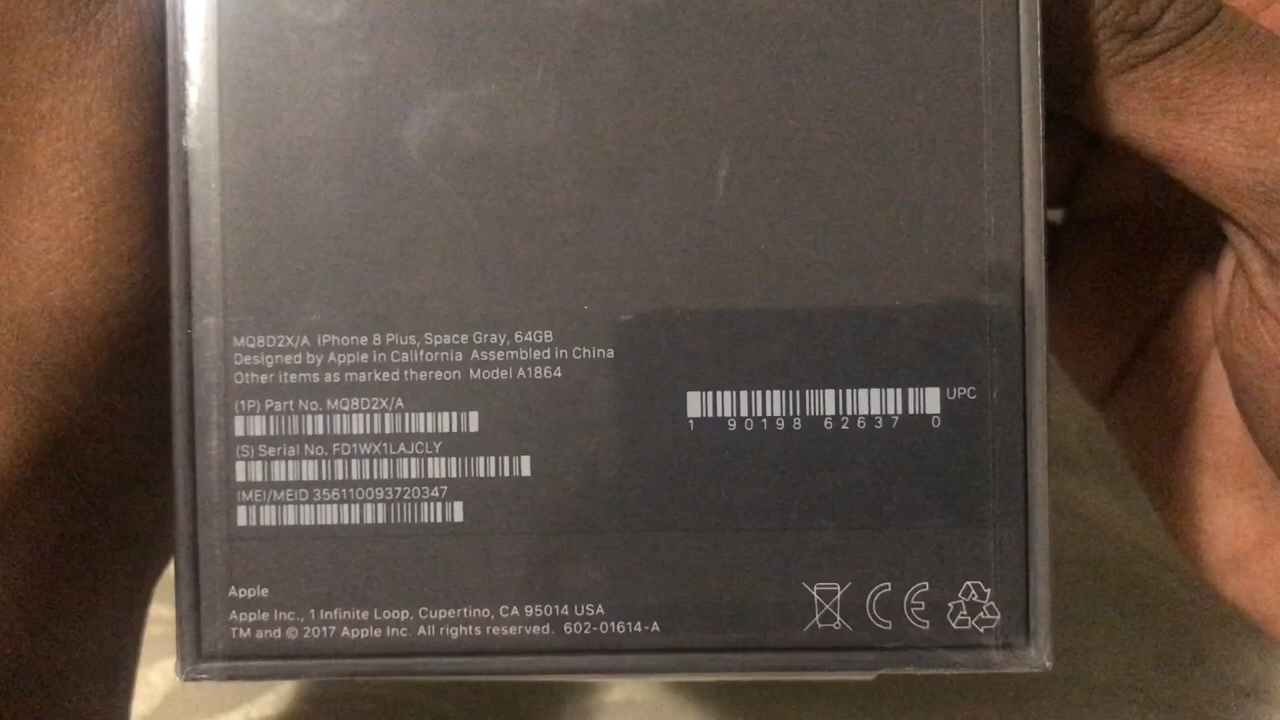 MQ8D2X/A iPhone 8 Plus, Space Gray, 64GB
Designed by Apple in California Assembled in China
Other items as marked thereon Model A1864
(1P) Part No. MQ8D2X/A
(S) Serial No. FD1WX1LAJCLY
IMEI/MEID 356110093720347
UPC
1 90198 62637 0
Apple
Apple Inc., 1 Infinite Loop, Cupertino, CA 95014 USA
TM and © 2017 Apple Inc. All rights reserved. 602-01614-A
CE